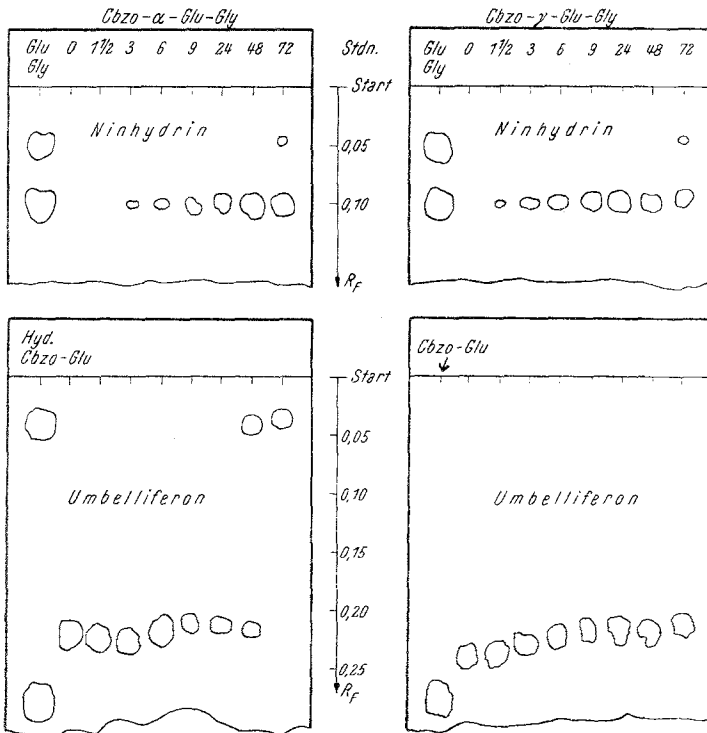 Cbzo-α-Glu-Gly
Cbzo-γ-Glu-Gly
Glu 0 1½ 3 6 9 24 48 72 Stdn.
Gly
Glu 0 1½ 3 6 9 24 48 72
Gly
Start
Ninhydrin
Ninhydrin
0,05
0,10
R_F
Hyd.
Cbzo-Glu
Cbzo-Glu
Start
0,05
Umbelliferon
Umbelliferon
0,10
0,15
0,20
0,25
R_F